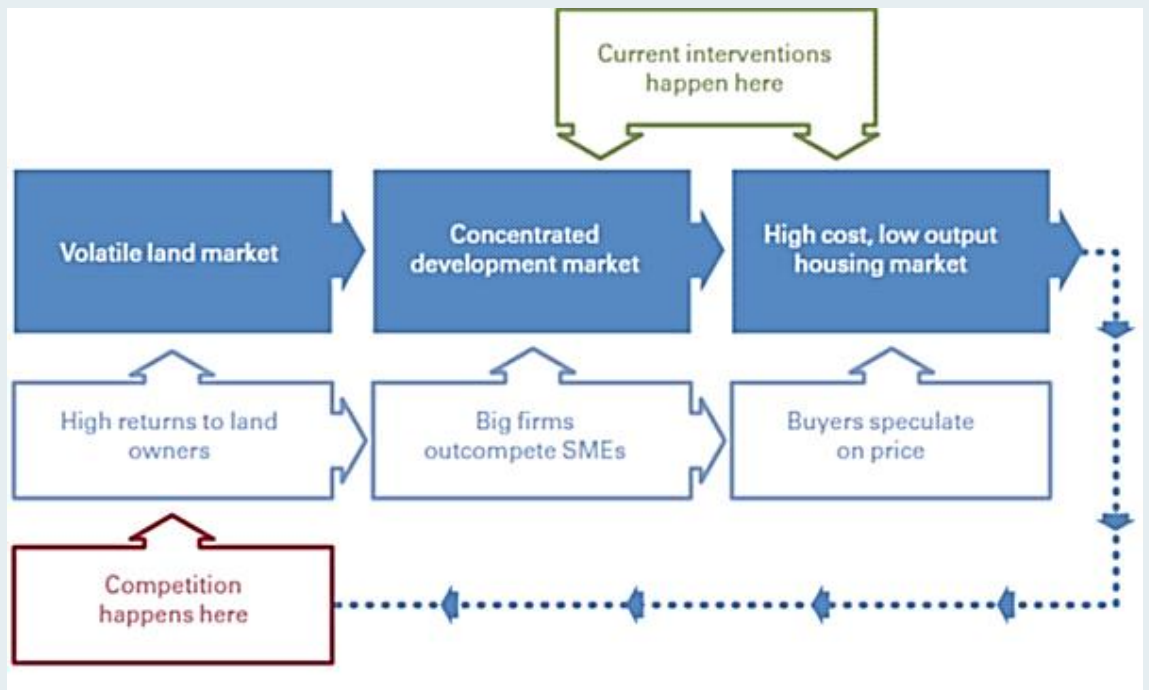 Current interventions
happen here
Volatile land market
Concentrated
development market
High cost, low output
housing market
High returns to land
owners
Big firms
outcompete SMEs
Buyers speculate
on price
Competition
happens here